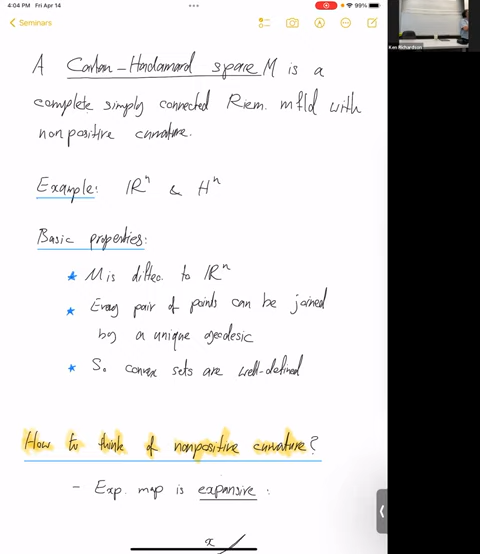 4:04 PM Fri Apr 14
99%
Seminars
Ken Richardson
A Cartan-Hadamard space M is a
complete simply connected Riem. mfld with
nonpositive curvature.
Example: ℝⁿ & Hⁿ
Basic properties:
* M is diffeo. to ℝⁿ
* Every pair of points can be joined
by a unique geodesic
* So convex sets are well-defined
How to think of nonpositive curvature?
- Exp. map is expansive:
x